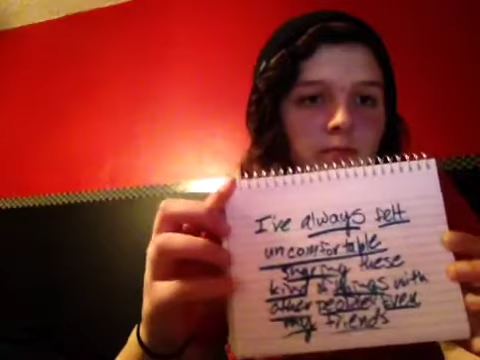 I've always felt
uncomfortable
sharing these
kind of things with
other people even
my friends